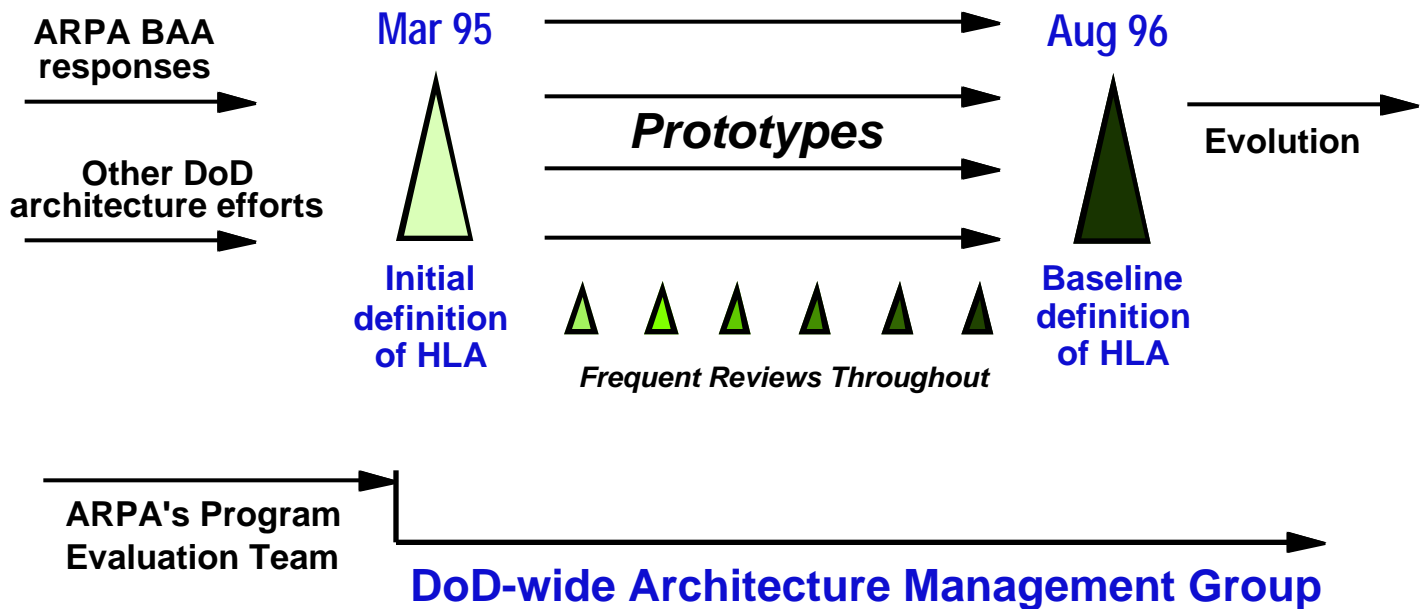 ARPA BAA
responses
Other DoD
architecture efforts
Mar 95
Initial
definition
of HLA
Prototypes
Frequent Reviews Throughout
Aug 96
Baseline
definition
of HLA
Evolution
ARPA's Program
Evaluation Team
DoD-wide Architecture Management Group